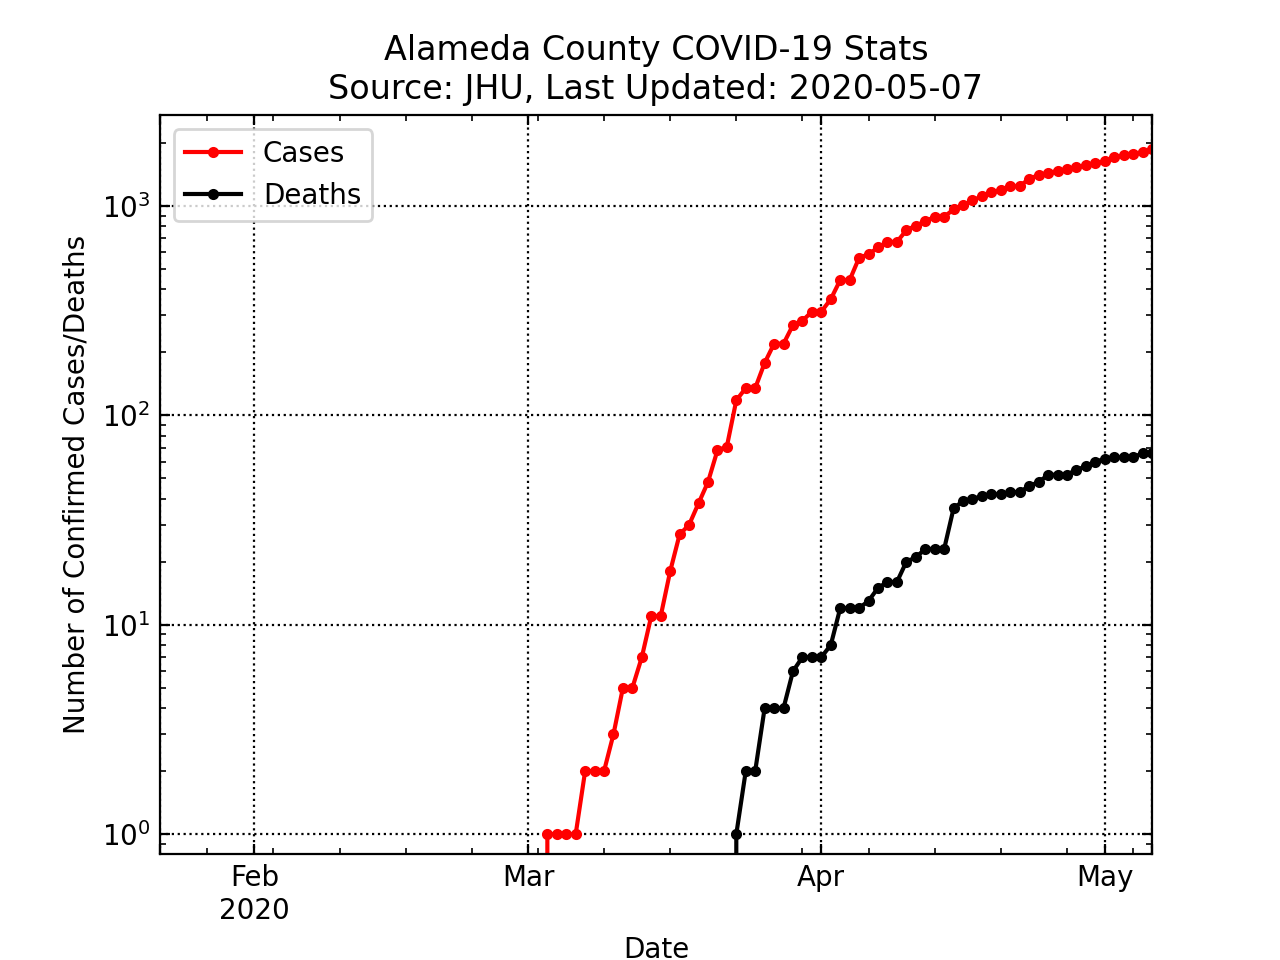 Alameda County COVID-19 Stats
Source: JHU, Last Updated: 2020-05-07
Cases
Deaths
Number of Confirmed Cases/Deaths
10³
10²
10¹
10⁰
Feb
2020
Mar
Apr
May
Date